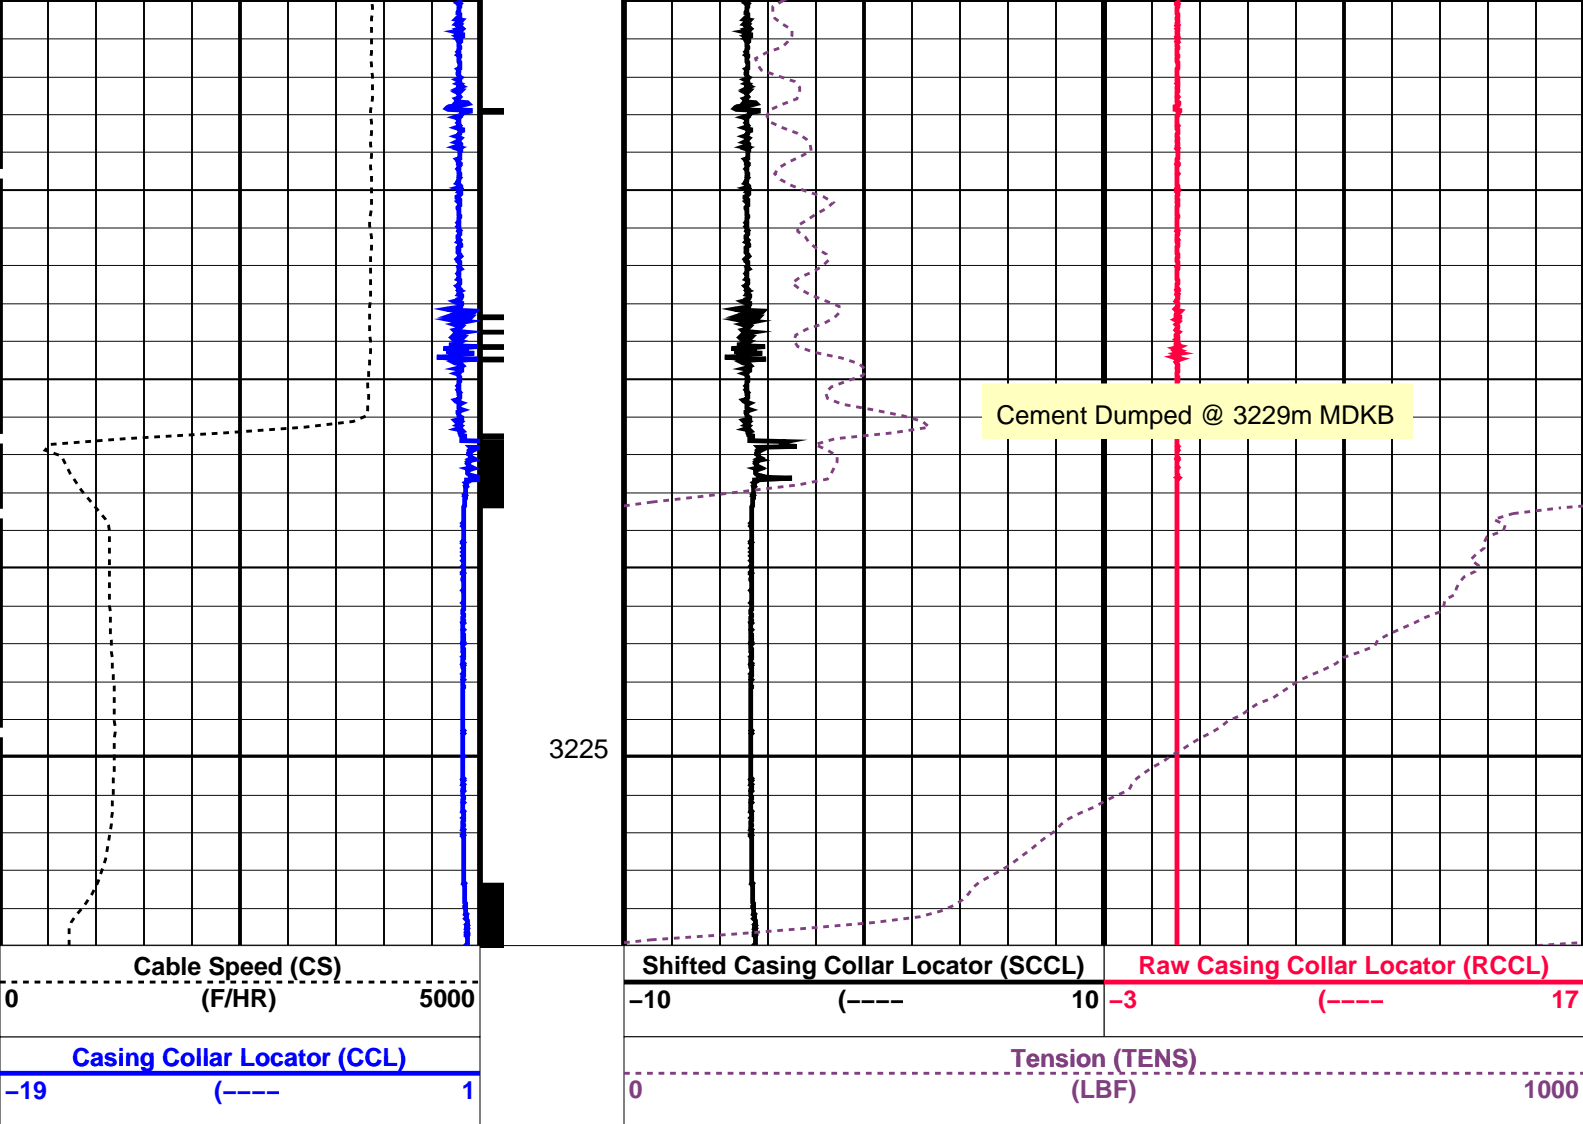 Cement Dumped @ 3229m MDKB
3225
Cable Speed (CS)
0 (F/HR) 5000
Casing Collar Locator (CCL)
−19 (−−−− 1
Shifted Casing Collar Locator (SCCL)
−10 (−−−− 10
Raw Casing Collar Locator (RCCL)
−3 (−−−− 17
Tension (TENS)
0 (LBF) 1000